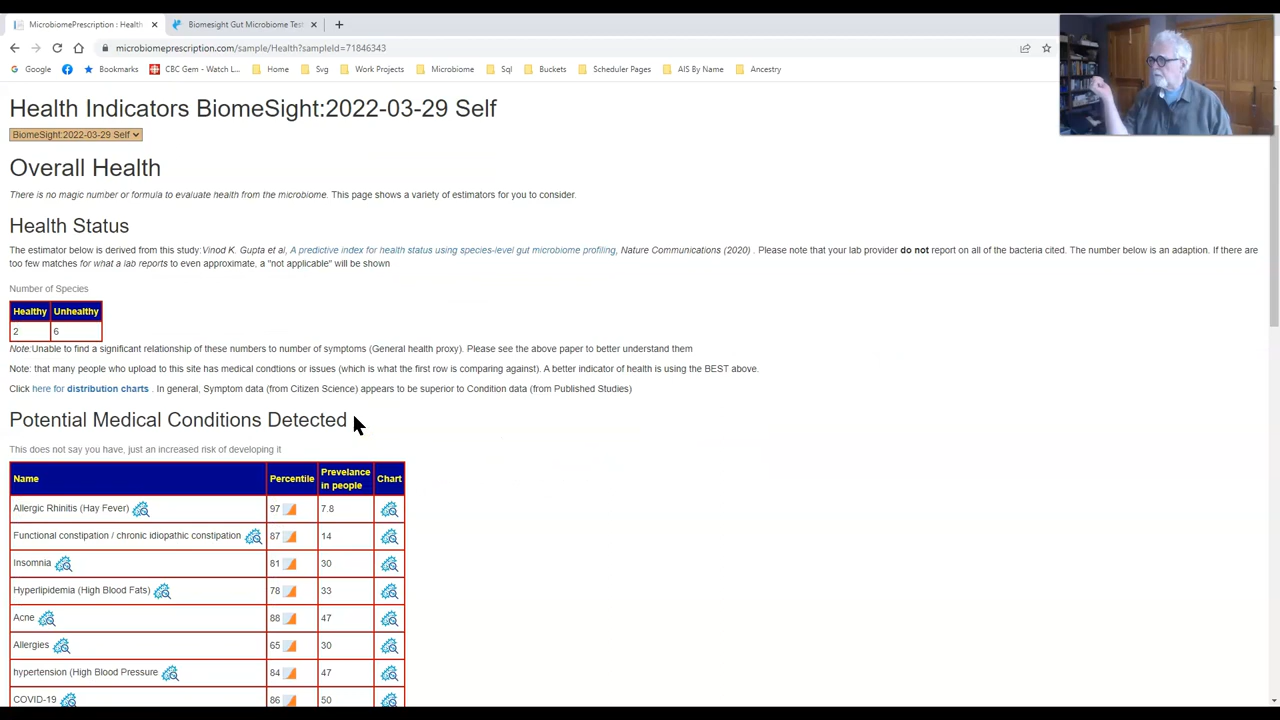 MicrobiomePrescription : Health
Biomesight Gut Microbiome Test
microbiomeprescription.com/sample/Health?sampleId=71846343
Google
Bookmarks
CBC Gem - Watch L...
Home
Svg
Work Projects
Microbiome
Sql
Buckets
Scheduler Pages
AIS By Name
Ancestry
Health Indicators BiomeSight:2022-03-29 Self
BiomeSight:2022-03-29 Self
Overall Health
There is no magic number or formula to evaluate health from the microbiome. This page shows a variety of estimators for you to consider.
Health Status
The estimator below is derived from this study:Vinod K. Gupta et al, A predictive index for health status using species-level gut microbiome profiling, Nature Communications (2020) . Please note that your lab provider do not report on all of the bacteria cited. The number below is an adaption. If there are
too few matches for what a lab reports to even approximate, a "not applicable" will be shown
Number of Species
Healthy Unhealthy
2 6
Note:Unable to find a significant relationship of these numbers to number of symptoms (General health proxy). Please see the above paper to better understand them
Note: that many people who upload to this site has medical condtions or issues (which is what the first row is comparing against). A better indicator of health is using the BEST above.
Click here for distribution charts . In general, Symptom data (from Citizen Science) appears to be superior to Condition data (from Published Studies)
Potential Medical Conditions Detected
This does not say you have, just an increased risk of developing it
Name Percentile Prevelance in people Chart
Allergic Rhinitis (Hay Fever) 97 7.8
Functional constipation / chronic idiopathic constipation 87 14
Insomnia 81 30
Hyperlipidemia (High Blood Fats) 78 33
Acne 88 47
Allergies 65 30
hypertension (High Blood Pressure 84 47
COVID-19 86 50